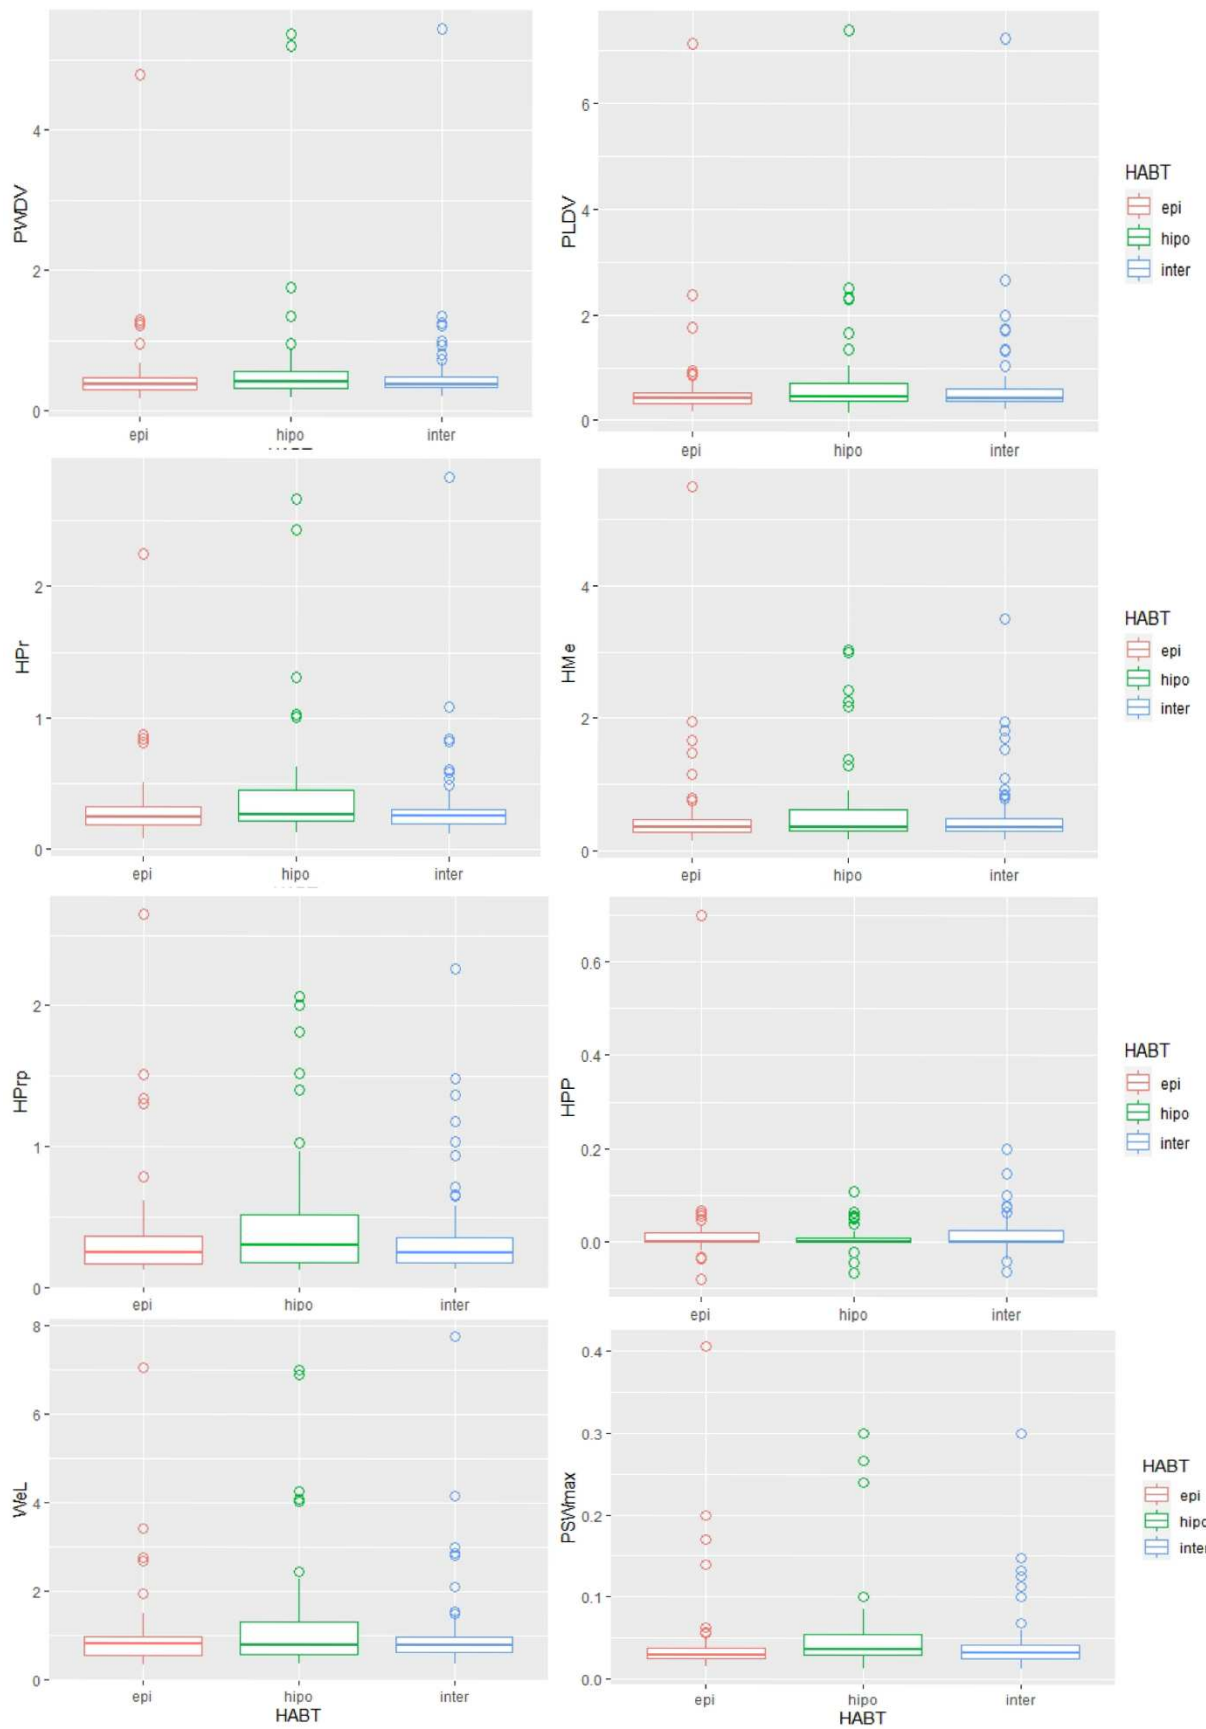 PWDV
4
2
0
epi hipo inter
PLDV
6
4
2
0
epi hipo inter
HABT
epi
hipo
inter
HPr
2
1
0
epi hipo inter
HMe
4
2
0
epi hipo inter
HABT
epi
hipo
inter
HPrp
2
1
0
epi hipo inter
HPP
0.6
0.4
0.2
0.0
epi hipo inter
HABT
epi
hipo
inter
WeL
8
6
4
2
0
epi hipo inter
HABT
PSWmax
0.4
0.3
0.2
0.1
0.0
epi hipo inter
HABT
HABT
epi
hipo
inter